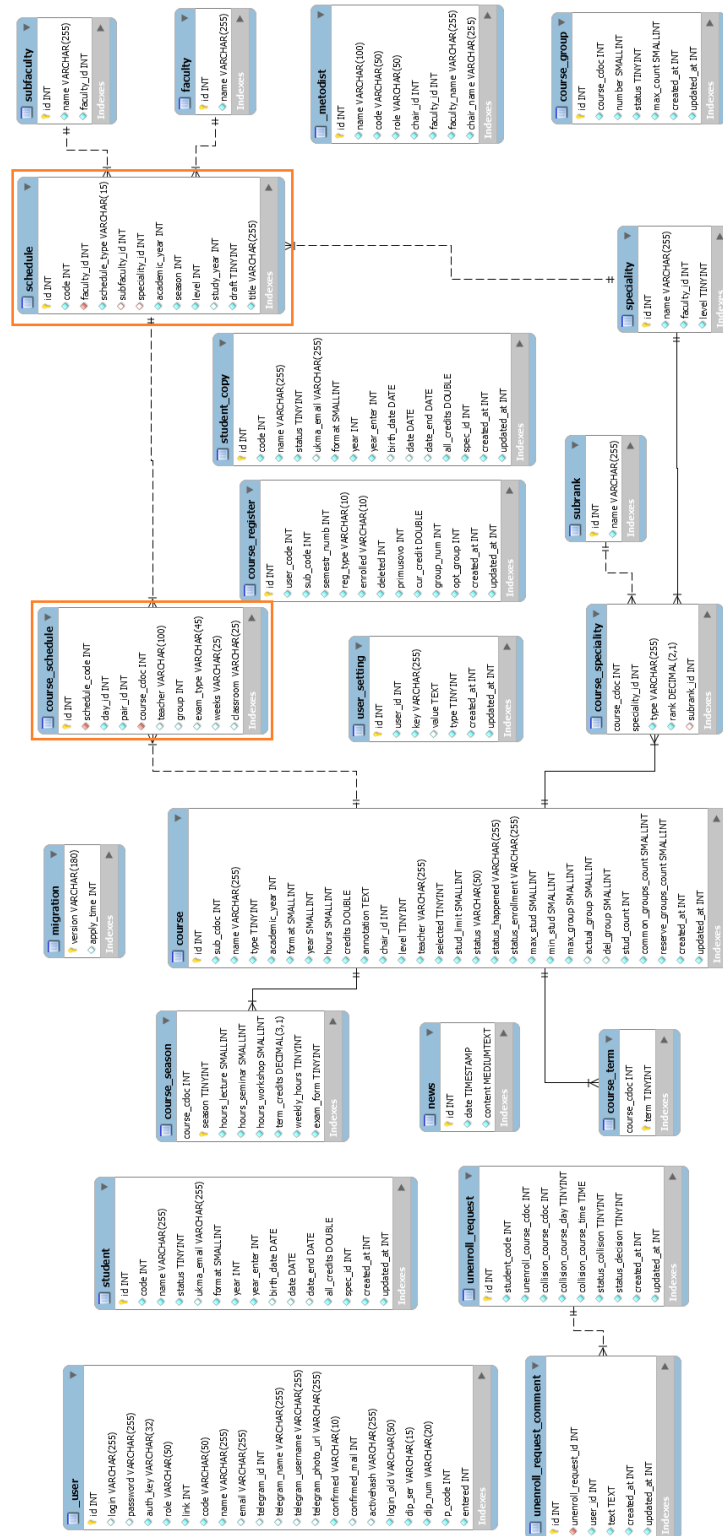 _user
id INT
login VARCHAR(255)
password VARCHAR(255)
auth_key VARCHAR(32)
role VARCHAR(50)
link INT
code VARCHAR(50)
name VARCHAR(255)
email VARCHAR(255)
telegram_id INT
telegram_name VARCHAR(255)
telegram_username VARCHAR(255)
telegram_photo_url VARCHAR(255)
confirmed VARCHAR(10)
confirmed_mail INT
activehash VARCHAR(255)
login_old VARCHAR(50)
dip_ser VARCHAR(15)
dip_num VARCHAR(20)
p_code INT
entered INT
Indexes
student
id INT
code INT
name VARCHAR(255)
status TINYINT
ukma_email VARCHAR(255)
format SMALLINT
year INT
year_enter INT
birth_date DATE
date DATE
date_end DATE
all_credits DOUBLE
spec_id INT
created_at INT
updated_at INT
Indexes
course_season
course_cdoc INT
season TINYINT
hours_lecture SMALLINT
hours_seminar SMALLINT
hours_workshop SMALLINT
term_credits DECIMAL(3,1)
weekly_hours TINYINT
exam_form TINYINT
Indexes
migration
version VARCHAR(180)
apply_time INT
Indexes
course_schedule
id INT
schedule_code INT
day_id INT
pair_id INT
course_cdoc INT
teacher VARCHAR(100)
group INT
exam_type VARCHAR(45)
weeks VARCHAR(25)
classroom VARCHAR(25)
Indexes
schedule
id INT
code INT
faculty_id INT
schedule_type VARCHAR(15)
subfaculty_id INT
speciality_id INT
academic_year INT
season INT
level INT
study_year INT
draft TINYINT
title VARCHAR(255)
Indexes
subfaculty
id INT
name VARCHAR(255)
faculty_id INT
Indexes
faculty
id INT
name VARCHAR(255)
Indexes
course
id INT
sub_cdoc INT
name VARCHAR(255)
type TINYINT
academic_year INT
format SMALLINT
year SMALLINT
hours SMALLINT
credits DOUBLE
annotation TEXT
chair_id INT
level TINYINT
teacher VARCHAR(255)
selected TINYINT
stud_limit SMALLINT
status VARCHAR(50)
status_happened VARCHAR(255)
status_enrollment VARCHAR(255)
max_stud SMALLINT
min_stud SMALLINT
max_group SMALLINT
actual_group SMALLINT
del_group SMALLINT
stud_count INT
common_groups_count SMALLINT
reserve_groups_count SMALLINT
created_at INT
updated_at INT
Indexes
course_register
id INT
user_code INT
sub_code INT
semestr_numb INT
reg_type VARCHAR(10)
enrolled VARCHAR(10)
deleted INT
primusovo INT
cur_credit DOUBLE
group_num INT
opt_group INT
created_at INT
updated_at INT
Indexes
student_copy
id INT
code INT
name VARCHAR(255)
status TINYINT
ukma_email VARCHAR(255)
format SMALLINT
year INT
year_enter INT
birth_date DATE
date DATE
date_end DATE
all_credits DOUBLE
spec_id INT
created_at INT
updated_at INT
Indexes
_metodist
id INT
name VARCHAR(100)
code VARCHAR(50)
role VARCHAR(50)
chair_id INT
faculty_id INT
faculty_name VARCHAR(255)
chair_name VARCHAR(255)
Indexes
user_setting
id INT
user_id INT
key VARCHAR(255)
value TEXT
type TINYINT
created_at INT
updated_at INT
Indexes
news
id INT
date TIMESTAMP
content MEDIUMTEXT
Indexes
unenroll_request_comment
id INT
unenroll_request_id INT
user_id INT
text TEXT
created_at INT
updated_at INT
Indexes
unenroll_request
id INT
student_code INT
unenroll_course_cdoc INT
collision_course_cdoc INT
collision_course_day TINYINT
collision_course_time TIME
status_collision TINYINT
status_decision TINYINT
created_at INT
updated_at INT
Indexes
course_term
course_cdoc INT
term TINYINT
Indexes
course_speciality
course_cdoc INT
speciality_id INT
type VARCHAR(255)
rank DECIMAL(2,1)
subrank_id INT
Indexes
subrank
id INT
name VARCHAR(255)
Indexes
speciality
id INT
name VARCHAR(255)
faculty_id INT
level TINYINT
Indexes
course_group
id INT
course_cdoc INT
number SMALLINT
status TINYINT
max_count SMALLINT
created_at INT
updated_at INT
Indexes